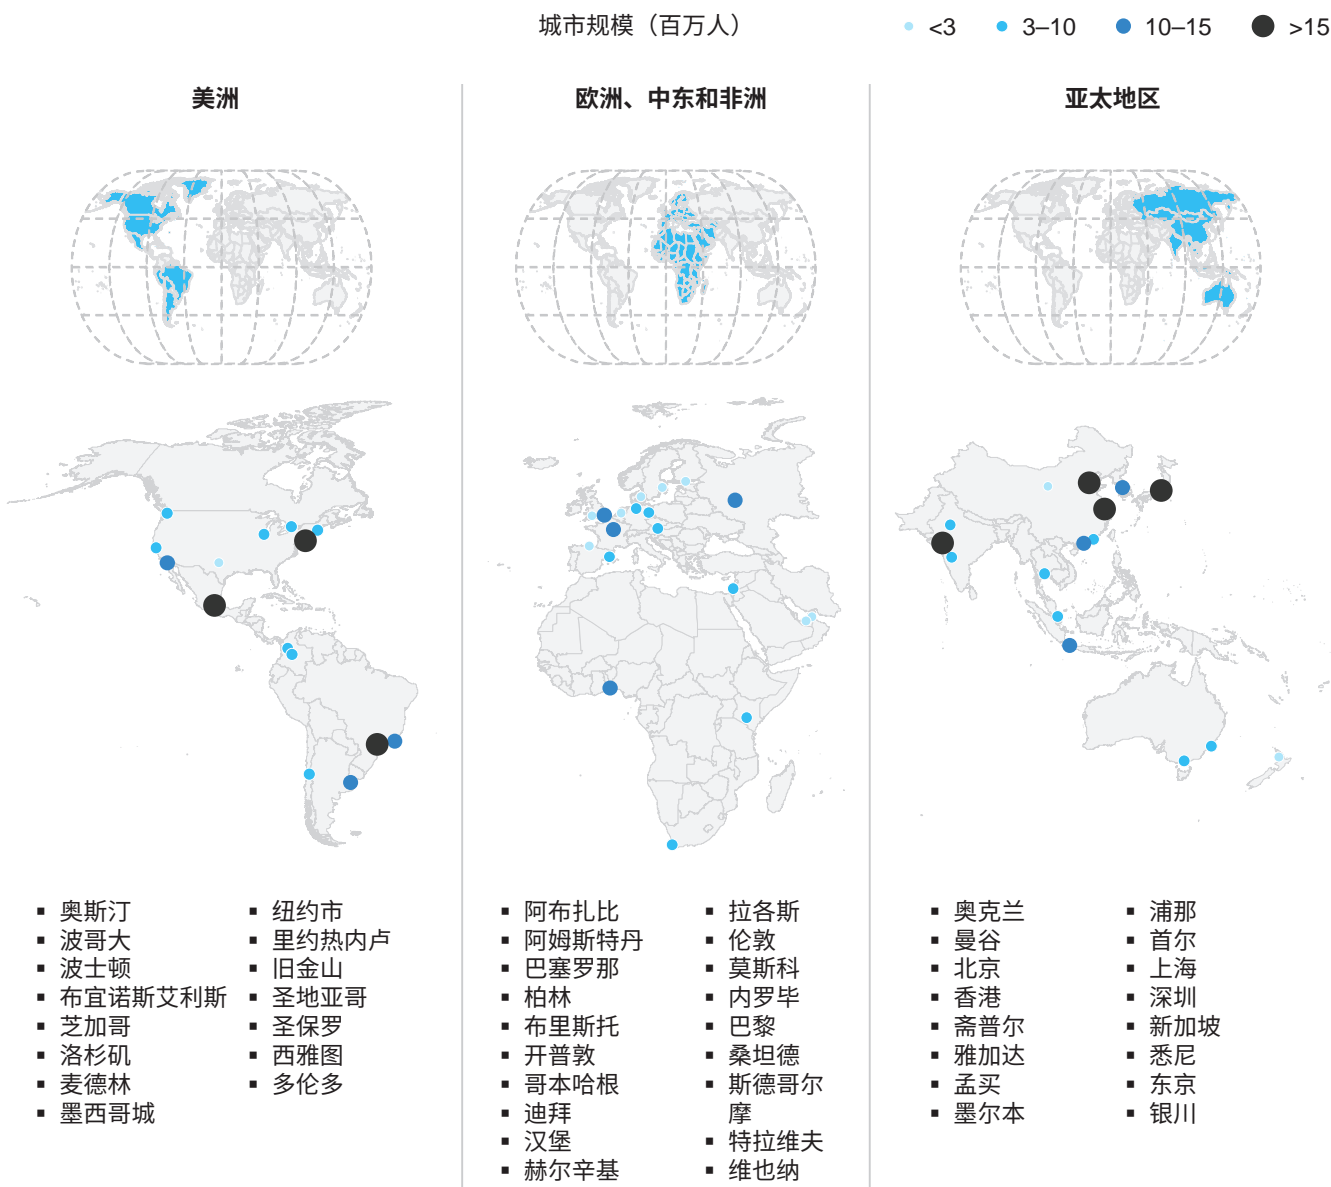 城市规模（百万人）
<3
3–10
10–15
>15
美洲
欧洲、中东和非洲
亚太地区
▪ 奥斯汀
▪ 波哥大
▪ 波士顿
▪ 布宜诺斯艾利斯
▪ 芝加哥
▪ 洛杉矶
▪ 麦德林
▪ 墨西哥城
▪ 纽约市
▪ 里约热内卢
▪ 旧金山
▪ 圣地亚哥
▪ 圣保罗
▪ 西雅图
▪ 多伦多
▪ 阿布扎比
▪ 阿姆斯特丹
▪ 巴塞罗那
▪ 柏林
▪ 布里斯托
▪ 开普敦
▪ 哥本哈根
▪ 迪拜
▪ 汉堡
▪ 赫尔辛基
▪ 拉各斯
▪ 伦敦
▪ 莫斯科
▪ 内罗毕
▪ 巴黎
▪ 桑坦德
▪ 斯德哥尔
摩
▪ 特拉维夫
▪ 维也纳
▪ 奥克兰
▪ 曼谷
▪ 北京
▪ 香港
▪ 斋普尔
▪ 雅加达
▪ 孟买
▪ 墨尔本
▪ 浦那
▪ 首尔
▪ 上海
▪ 深圳
▪ 新加坡
▪ 悉尼
▪ 东京
▪ 银川